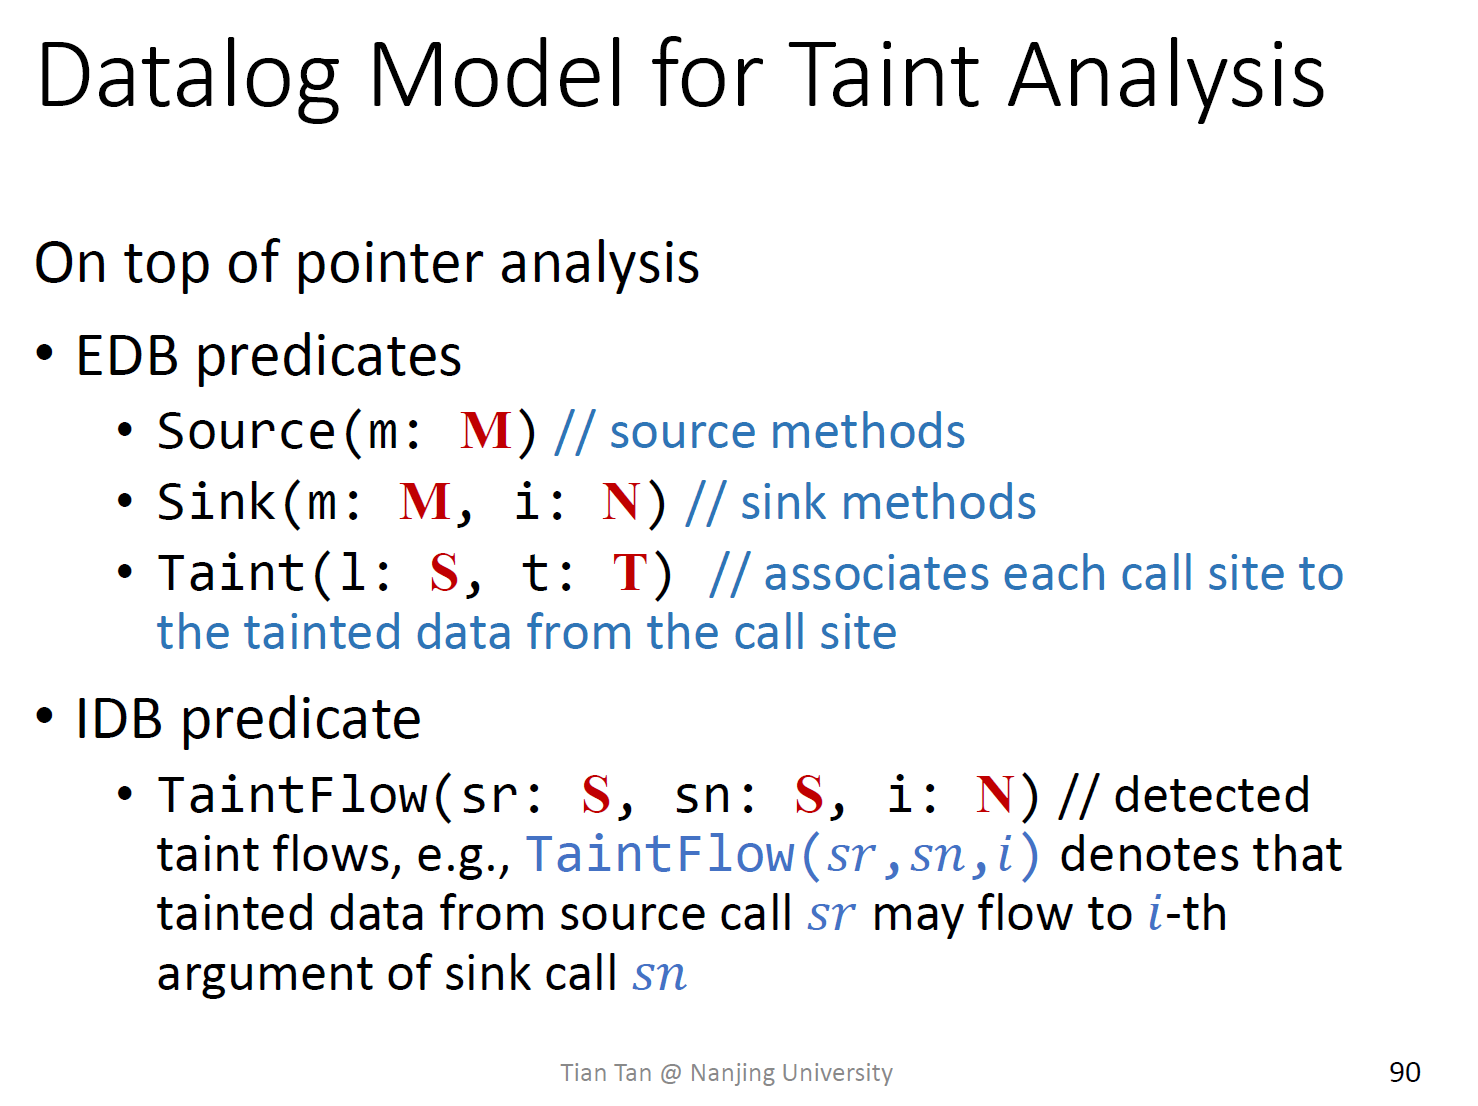 Datalog Model for Taint Analysis
On top of pointer analysis
• EDB predicates
• Source(m: M) // source methods
• Sink(m: M, i: N) // sink methods
• Taint(l: S, t: T) // associates each call site to
the tainted data from the call site
• IDB predicate
• TaintFlow(sr: S, sn: S, i: N) // detected
taint flows, e.g., TaintFlow(sr,sn,i) denotes that
tainted data from source call sr may flow to i-th
argument of sink call sn
Tian Tan @ Nanjing University
90